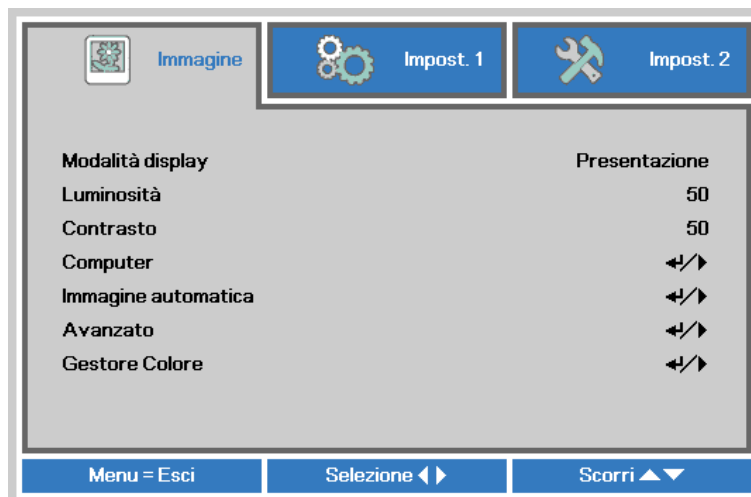 Immagine Impost. 1 Impost. 2
Modalità display Presentazione
Luminosità 50
Contrasto 50
Computer
Immagine automatica
Avanzato
Gestore Colore
Menu = Esci Selezione Scorri